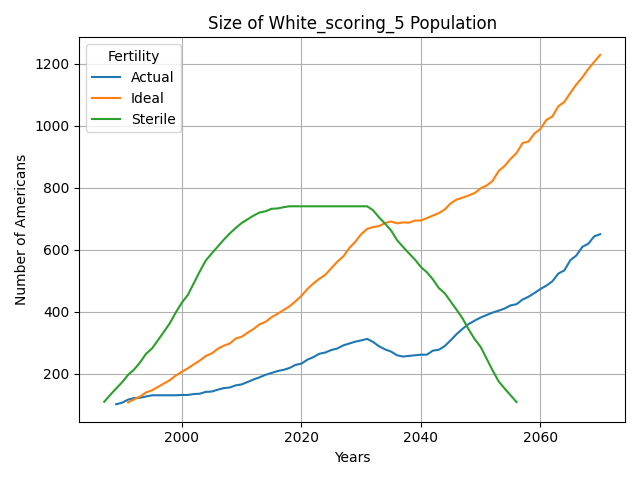 Size of White_scoring_5 Population
Fertility
Actual
Ideal
Sterile
Number of Americans
1200
1000
800
600
400
200
2000
2020
2040
2060
Years